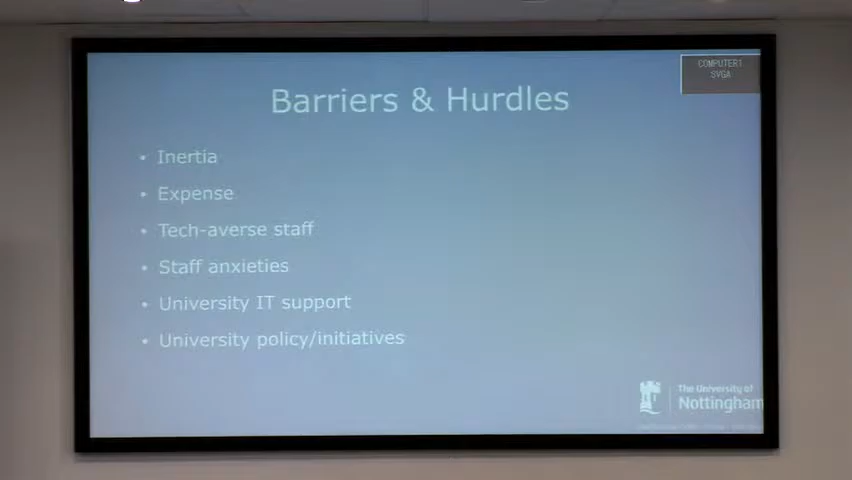 COMPUTER1
SVGA
Barriers & Hurdles
• Inertia
• Expense
• Tech-averse staff
• Staff anxieties
• University IT support
• University policy/initiatives
The University of
Nottingham